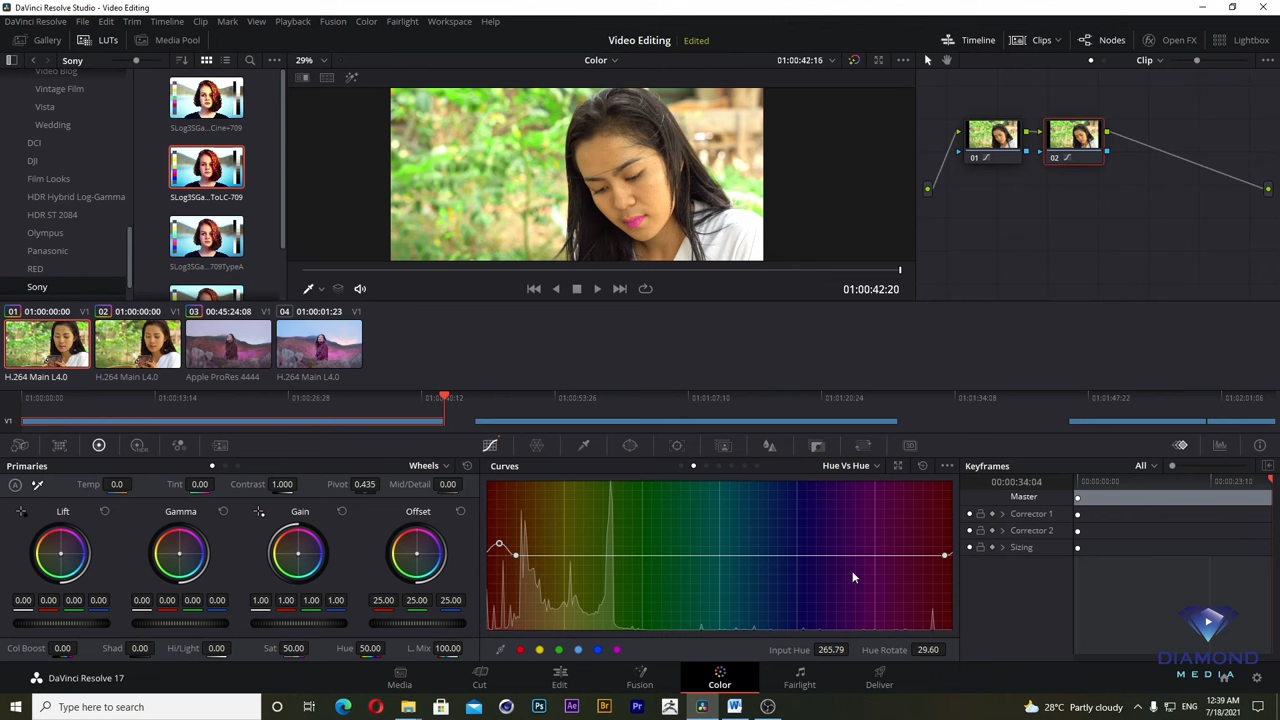 DaVinci Resolve Studio - Video Editing
DaVinci Resolve File Edit Trim Timeline Clip Mark View Playback Fusion Color Fairlight Workspace Help
Gallery LUTs Media Pool Video Editing Edited Timeline Clips Nodes Open FX Lightbox
Sony 29% Color 01:00:42:16 Clip
Video Blog
Vintage Film
Vista
Wedding
DCI
DJI
Film Looks
HDR Hybrid Log-Gamma
HDR ST 2084
Olympus
Panasonic
RED
Sony
SLog3SGa...Cine+709
SLog3SGa...ToLC-709
SLog3SGa...709TypeA
01
02
01:00:42:20
01 01:00:00:00 V1
02 01:00:00:00 V1
03 00:45:24:08 V1
04 01:00:01:23 V1
H.264 Main L4.0
H.264 Main L4.0
Apple ProRes 4444
H.264 Main L4.0
01:00:00:00 01:00:13:14 01:00:26:28 01:00:53:26 01:01:07:10 01:01:20:24 01:01:34:08 01:01:47:22 01:02:01:06
V1
Primaries Wheels
Temp 0.0 Tint 0.00 Contrast 1.000 Pivot 0.435 Mid/Detail 0.00
Lift Gamma Gain Offset
0.00 0.00 0.00 0.00 0.00 0.00 0.00 0.00 1.00 1.00 1.00 1.00 25.00 25.00 25.00
Col Boost 0.00 Shad 0.00 Hi/Light 0.00 Sat 50.00 Hue 50.00 L. Mix 100.00
Curves Hue Vs Hue
Input Hue 265.79 Hue Rotate 29.60
Keyframes All
00:00:34:04 00:00:00:00 00:00:23:10
Master
Corrector 1
Corrector 2
Sizing
DIAMOND
MEDIA
DaVinci Resolve 17
Media Cut Edit Fusion Color Fairlight Deliver
Type here to search
Ps Ae Br Pr W
28°C Partly cloudy ENG
12:39 AM
7/18/2021